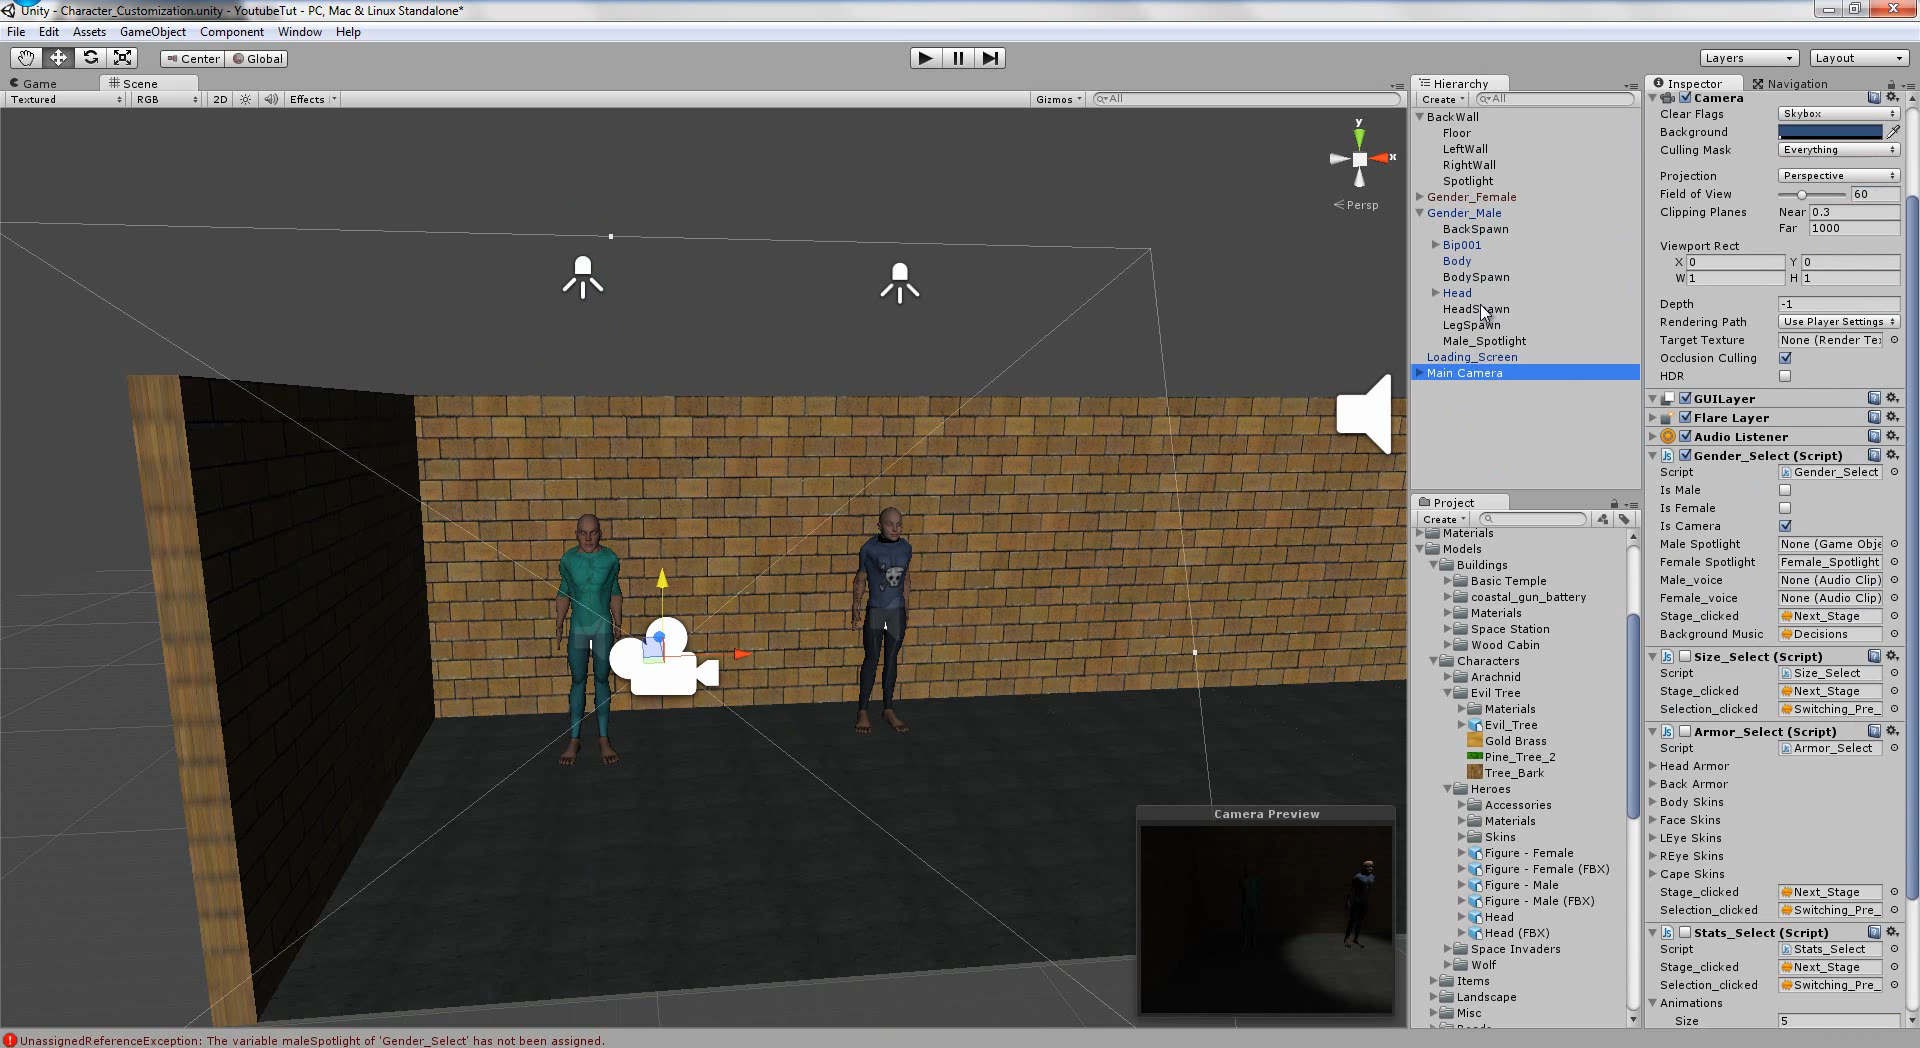 Unity - Character_Customization.unity - YoutubeTut - PC, Mac & Linux Standalone*
File Edit Assets GameObject Component Window Help
Center Global Layers Layout
Game Scene
Textured RGB 2D Effects Gizmos All
y
x
Persp
Camera Preview
Hierarchy
Create All
BackWall
Floor
LeftWall
RightWall
Spotlight
Gender_Female
Gender_Male
BackSpawn
Bip001
Body
BodySpawn
Head
HeadSpawn
LegSpawn
Male_Spotlight
Loading_Screen
Main Camera
Project
Create
Materials
Models
Buildings
Basic Temple
coastal_gun_battery
Materials
Space Station
Wood Cabin
Characters
Arachnid
Evil Tree
Materials
Evil_Tree
Gold Brass
Pine_Tree_2
Tree_Bark
Heroes
Accessories
Materials
Skins
Figure - Female
Figure - Female (FBX)
Figure - Male
Figure - Male (FBX)
Head
Head (FBX)
Space Invaders
Wolf
Items
Landscape
Misc
Inspector Navigation
Camera
Clear Flags Skybox
Background
Culling Mask Everything
Projection Perspective
Field of View 60
Clipping Planes Near 0.3
Far 1000
Viewport Rect
X 0 Y 0
W 1 H 1
Depth -1
Rendering Path Use Player Settings
Target Texture None (Render Te
Occlusion Culling
HDR
GUILayer
Flare Layer
Audio Listener
Gender_Select (Script)
Script Gender_Select
Is Male
Is Female
Is Camera
Male Spotlight None (Game Obje
Female Spotlight Female_Spotlight
Male_voice None (Audio Clip)
Female_voice None (Audio Clip)
Stage_clicked Next_Stage
Background Music Decisions
Size_Select (Script)
Script Size_Select
Stage_clicked Next_Stage
Selection_clicked Switching_Pre_
Armor_Select (Script)
Script Armor_Select
Head Armor
Back Armor
Body Skins
Face Skins
LEye Skins
REye Skins
Cape Skins
Stage_clicked Next_Stage
Selection_clicked Switching_Pre_
Stats_Select (Script)
Script Stats_Select
Stage_clicked Next_Stage
Selection_clicked Switching_Pre_
Animations
Size 5
UnassignedReferenceException: The variable maleSpotlight of 'Gender_Select' has not been assigned.